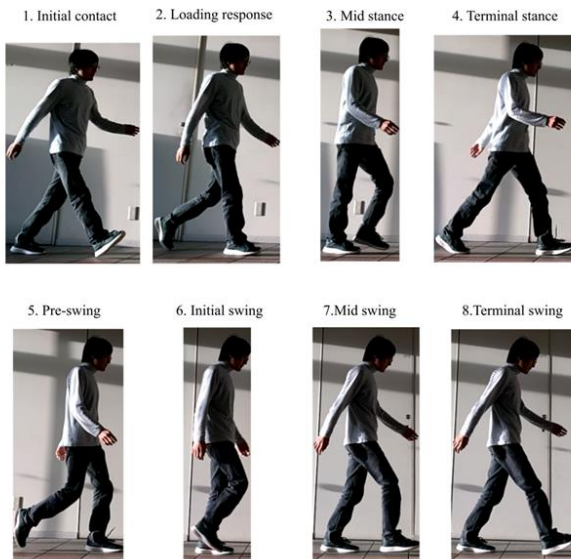 1. Initial contact
2. Loading response
3. Mid stance
4. Terminal stance
5. Pre-swing
6. Initial swing
7.Mid swing
8.Terminal swing